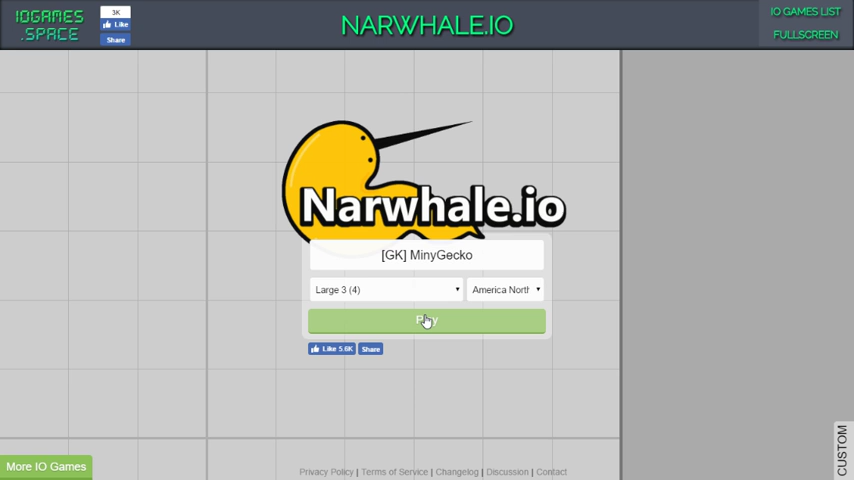 IOGAMES
.SPACE
3K
Like
Share
NARWHALE.IO
IO GAMES LIST
FULLSCREEN
Narwhale.io
[GK] MinyGecko
Large 3 (4)
America North
Play
Like 5.6K
Share
CUSTOM
More IO Games
Privacy Policy | Terms of Service | Changelog | Discussion | Contact